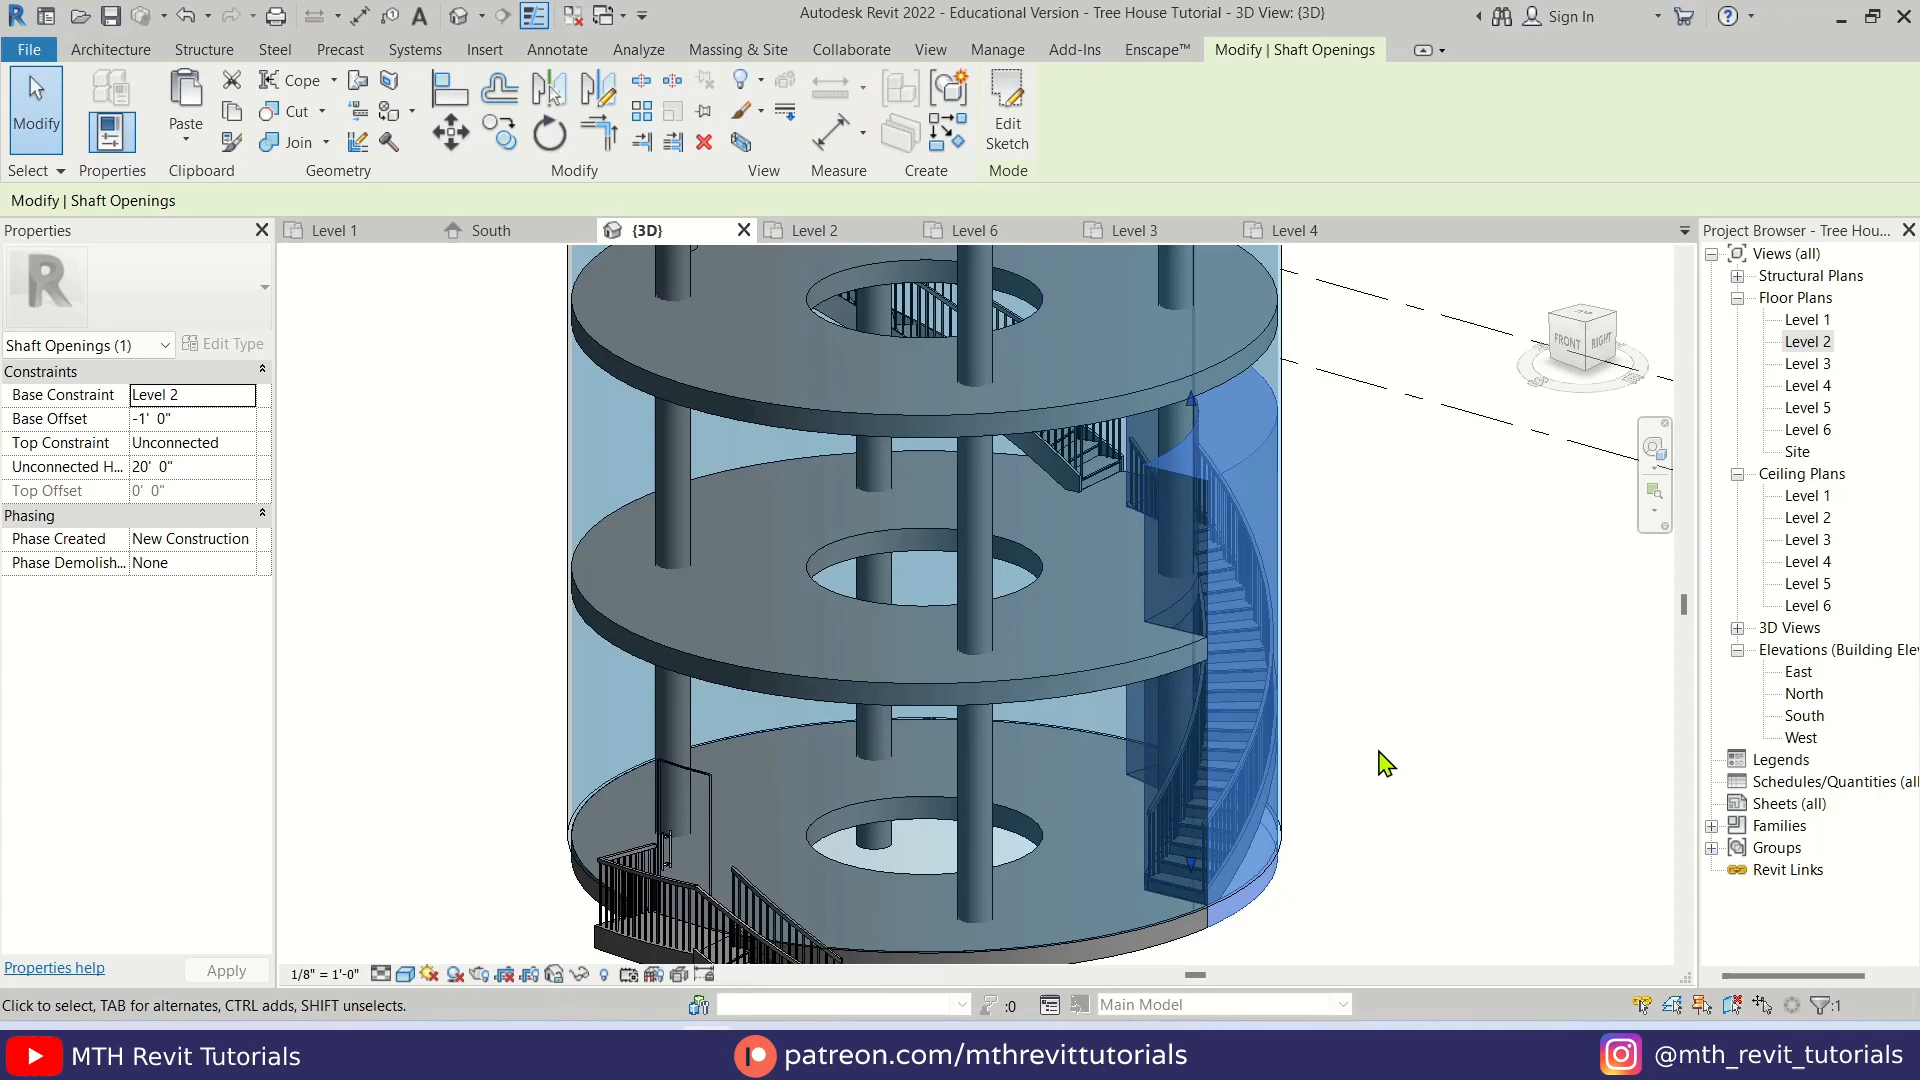 Autodesk Revit 2022 - Educational Version - Tree House Tutorial - 3D View: {3D}
Sign In
File Architecture Structure Steel Precast Systems Insert Annotate Analyze Massing & Site Collaborate View Manage Add-Ins Enscape™ Modify | Shaft Openings
Modify
Paste
Cope
Cut
Join
Edit
Sketch
Select Properties Clipboard Geometry Modify View Measure Create Mode
Modify | Shaft Openings
Properties
Level 1
South
{3D}
Level 2
Level 6
Level 3
Level 4
Project Browser - Tree Hou...
R
Shaft Openings (1)
Edit Type
Constraints
Base Constraint Level 2
Base Offset -1' 0"
Top Constraint Unconnected
Unconnected H... 20' 0"
Top Offset 0' 0"
Phasing
Phase Created New Construction
Phase Demolish... None
Properties help
Apply
FRONT RIGHT
Views (all)
Structural Plans
Floor Plans
Level 1
Level 2
Level 3
Level 4
Level 5
Level 6
Site
Ceiling Plans
Level 1
Level 2
Level 3
Level 4
Level 5
Level 6
3D Views
Elevations (Building Ele
East
North
South
West
Legends
Schedules/Quantities (all
Sheets (all)
Families
Groups
Revit Links
1/8" = 1'-0"
Click to select, TAB for alternates, CTRL adds, SHIFT unselects.
:0
Main Model
:1
MTH Revit Tutorials
patreon.com/mthrevittutorials
@mth_revit_tutorials